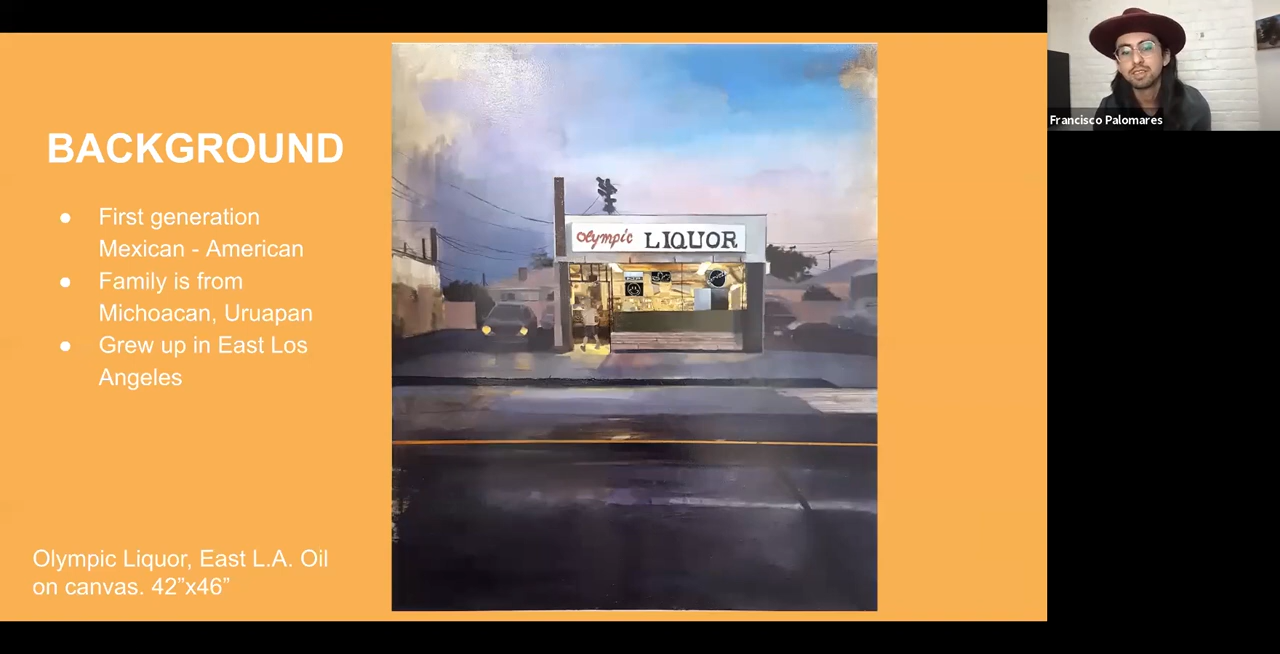 BACKGROUND
● First generation
Mexican - American
● Family is from
Michoacan, Uruapan
● Grew up in East Los
Angeles
Olympic Liquor, East L.A. Oil
on canvas. 42”x46”
Olympic LIQUOR
Francisco Palomares